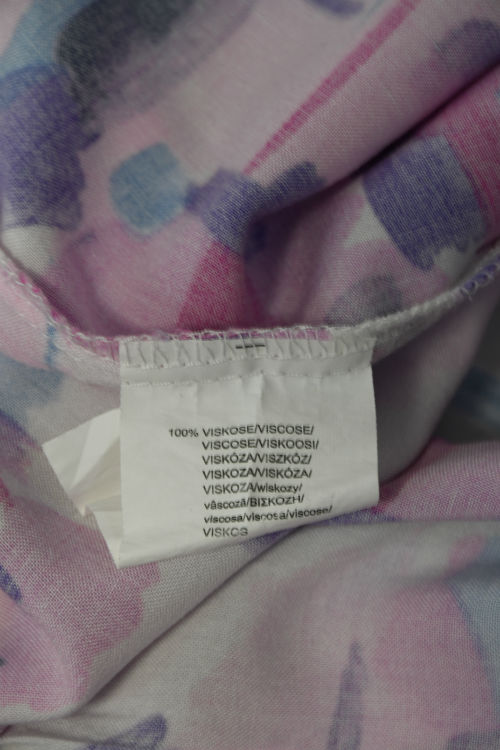 100% VISKOSE/VISCOSE/
VISCOSE/VISKOOSI/
VISKÓZA/VISZKÓZ/
VISKOZA/VISKÓZA/
VISKOZA/wiskozy/
vâscoză/ΒΙΣΚΟΖΗ/
viscosa/viscosa/viscose/
VISKOS